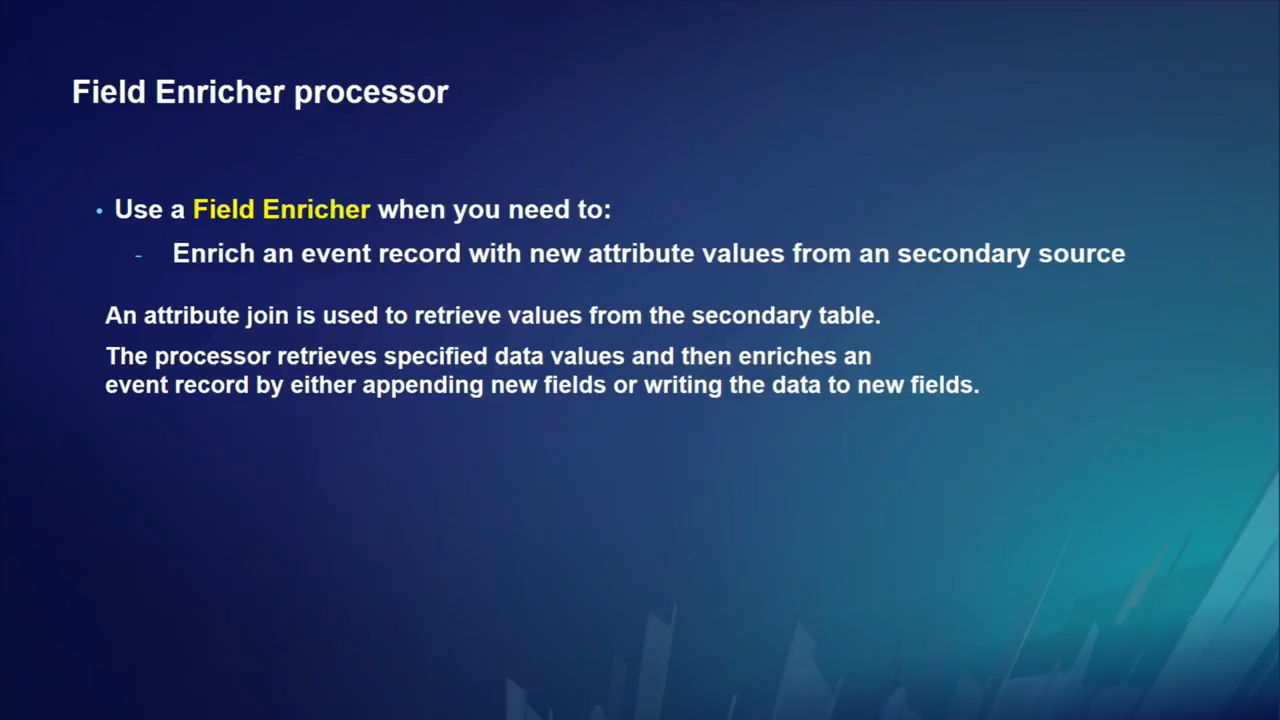 Field Enricher processor
• Use a Field Enricher when you need to:
- Enrich an event record with new attribute values from an secondary source
An attribute join is used to retrieve values from the secondary table.
The processor retrieves specified data values and then enriches an
event record by either appending new fields or writing the data to new fields.